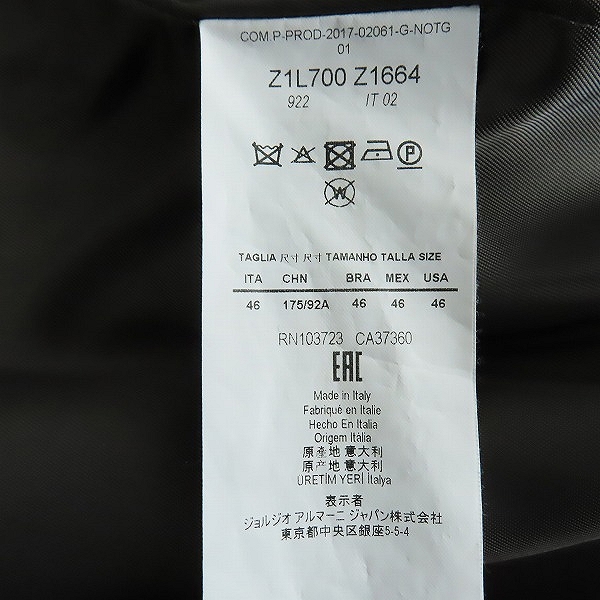 COM.P-PROD-2017-02061-G-NOTG
01
Z1L700 Z1664
922 IT 02
P
W
TAGLIA 尺寸 尺寸 TAMANHO TALLA SIZE
ITA CHN BRA MEX USA
46 175/92A 46 46 46
RN103723 CA37360
EAC
Made in Italy
Fabriqué en Italie
Hecho En Italia
Origem Itália
原産地 意大利
原产地 意大利
ÜRETİM YERİ İtalya
表示者
ジョルジオ アルマーニ ジャパン株式会社
東京都中央区銀座5-5-4